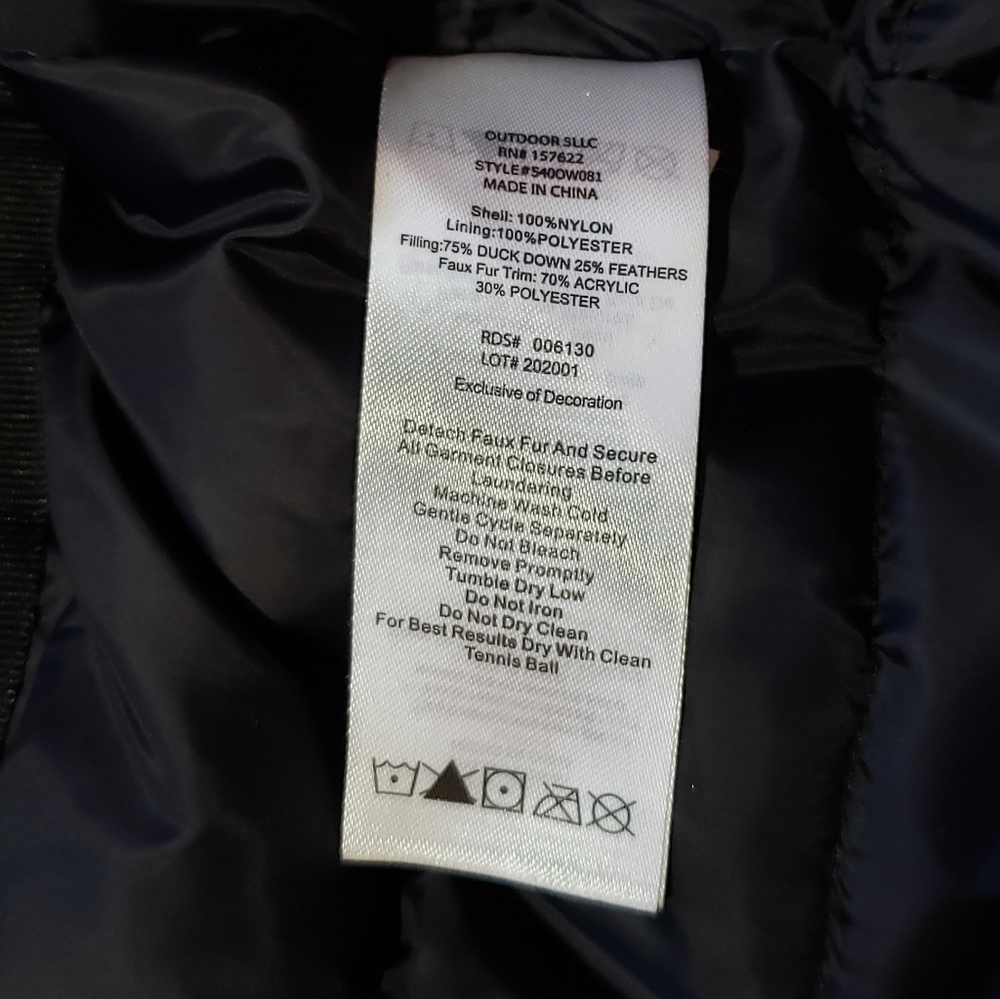 OUTDOOR 5LLC
RN# 157622
STYLE#540OW081
MADE IN CHINA
Shell: 100%NYLON
Lining:100%POLYESTER
Filling:75% DUCK DOWN 25% FEATHERS
Faux Fur Trim: 70% ACRYLIC
30% POLYESTER
RDS# 006130
LOT# 202001
Exclusive of Decoration
Detach Faux Fur And Secure
All Garment Closures Before
Laundering
Machine Wash Cold
Gentle Cycle Separately
Do Not Bleach
Remove Promptly
Tumble Dry Low
Do Not Iron
Do Not Dry Clean
For Best Results Dry With Clean
Tennis Ball